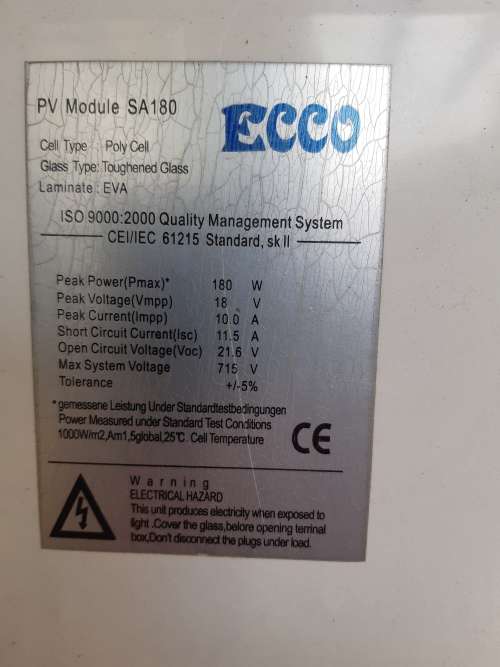 PV Module SA180
ECCO
Cell Type Poly Cell
Glass Type: Toughened Glass
Laminate : EVA
ISO 9000:2000 Quality Management System
CEI/IEC 61215 Standard, sk II
Peak Power(Pmax)* 180 W
Peak Voltage(Vmpp) 18 V
Peak Current(Impp) 10.0 A
Short Circuit Current(Isc) 11.5 A
Open Circuit Voltage(Voc) 21.6 V
Max System Voltage 715 V
Tolerance +/-5%
* gemessene Leistung Under Standardtestbedingungen
Power Measured under Standard Test Conditions
1000W/m2,Am1,5global,25℃. Cell Temperature
CE
Warning
ELECTRICAL HAZARD
This unit produces electricity when exposed to
light .Cover the glass,belore opening terrinal
box,Don't disconnect the plugs under load.